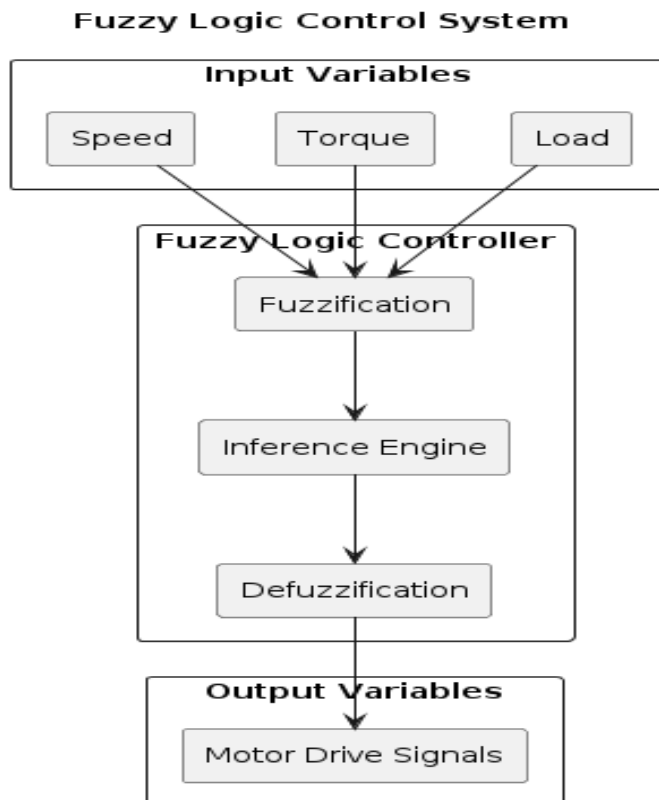 Fuzzy Logic Control System
Input Variables
Speed
Torque
Load
Fuzzy Logic Controller
Fuzzification
Inference Engine
Defuzzification
Output Variables
Motor Drive Signals